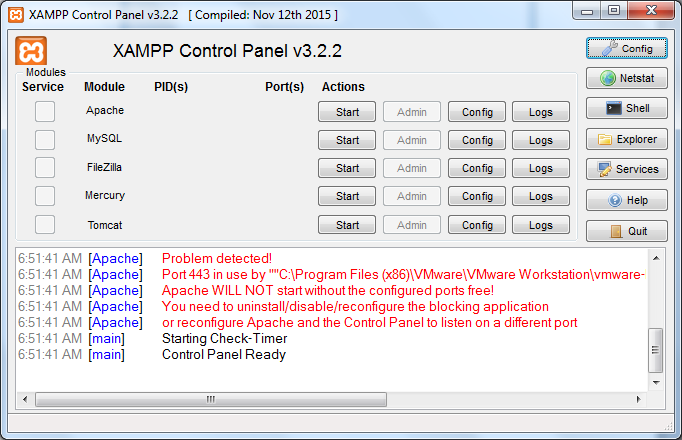 XAMPP Control Panel v3.2.2 [ Compiled: Nov 12th 2015 ]
XAMPP Control Panel v3.2.2
Config
Modules
Service Module PID(s) Port(s) Actions
Netstat
Apache Start Admin Config Logs
Shell
MySQL Start Admin Config Logs
Explorer
FileZilla Start Admin Config Logs
Services
Mercury Start Admin Config Logs
Help
Tomcat Start Admin Config Logs
Quit
6:51:41 AM [Apache] Problem detected!
6:51:41 AM [Apache] Port 443 in use by ""C:\Program Files (x86)\VMware\VMware Workstation\vmware-
6:51:41 AM [Apache] Apache WILL NOT start without the configured ports free!
6:51:41 AM [Apache] You need to uninstall/disable/reconfigure the blocking application
6:51:41 AM [Apache] or reconfigure Apache and the Control Panel to listen on a different port
6:51:41 AM [main] Starting Check-Timer
6:51:41 AM [main] Control Panel Ready